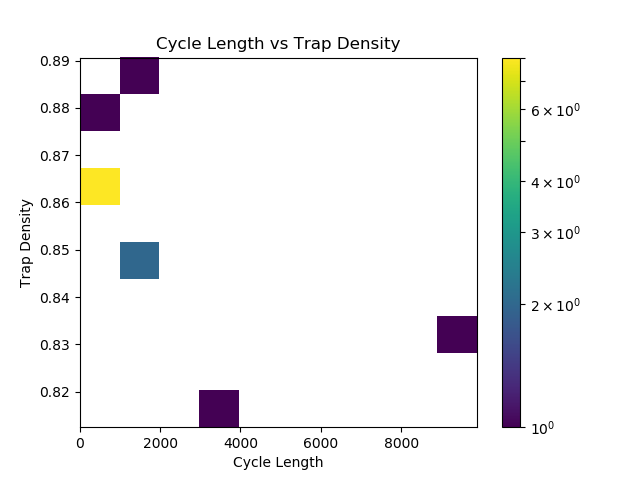 Cycle Length vs Trap Density
0.89
0.88
0.87
0.86
0.85
0.84
0.83
0.82
Trap Density
0
2000
4000
6000
8000
Cycle Length
6 × 10⁰
4 × 10⁰
3 × 10⁰
2 × 10⁰
10⁰